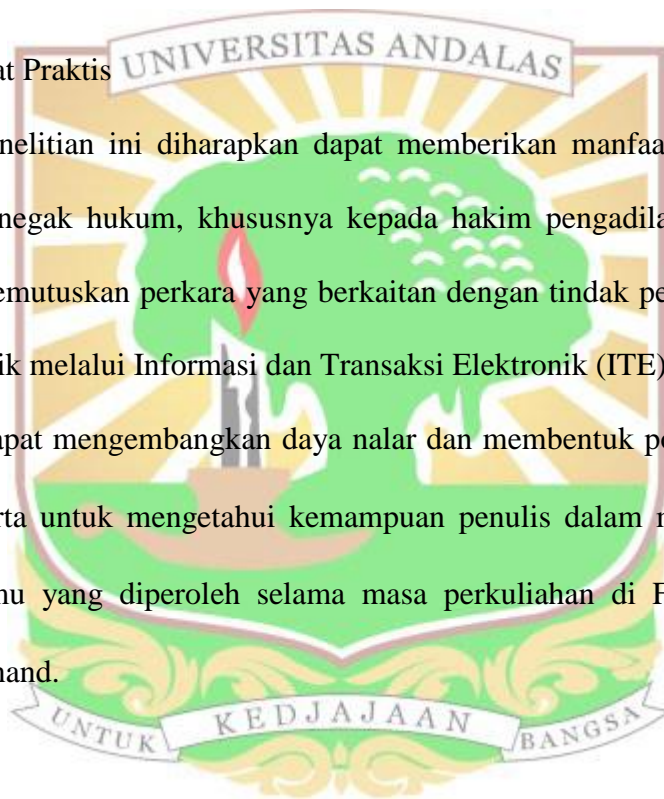 UNIVERSITAS ANDALAS
at Praktis
nelitian ini diharapkan dapat memberikan manfaa
negak hukum, khususnya kepada hakim pengadila
emutuskan perkara yang berkaitan dengan tindak pe
ik melalui Informasi dan Transaksi Elektronik (ITE)
apat mengembangkan daya nalar dan membentuk po
rta untuk mengetahui kemampuan penulis dalam m
nu yang diperoleh selama masa perkuliahan di F
nand.
UNTUK KEDJAJAAN BANGSA